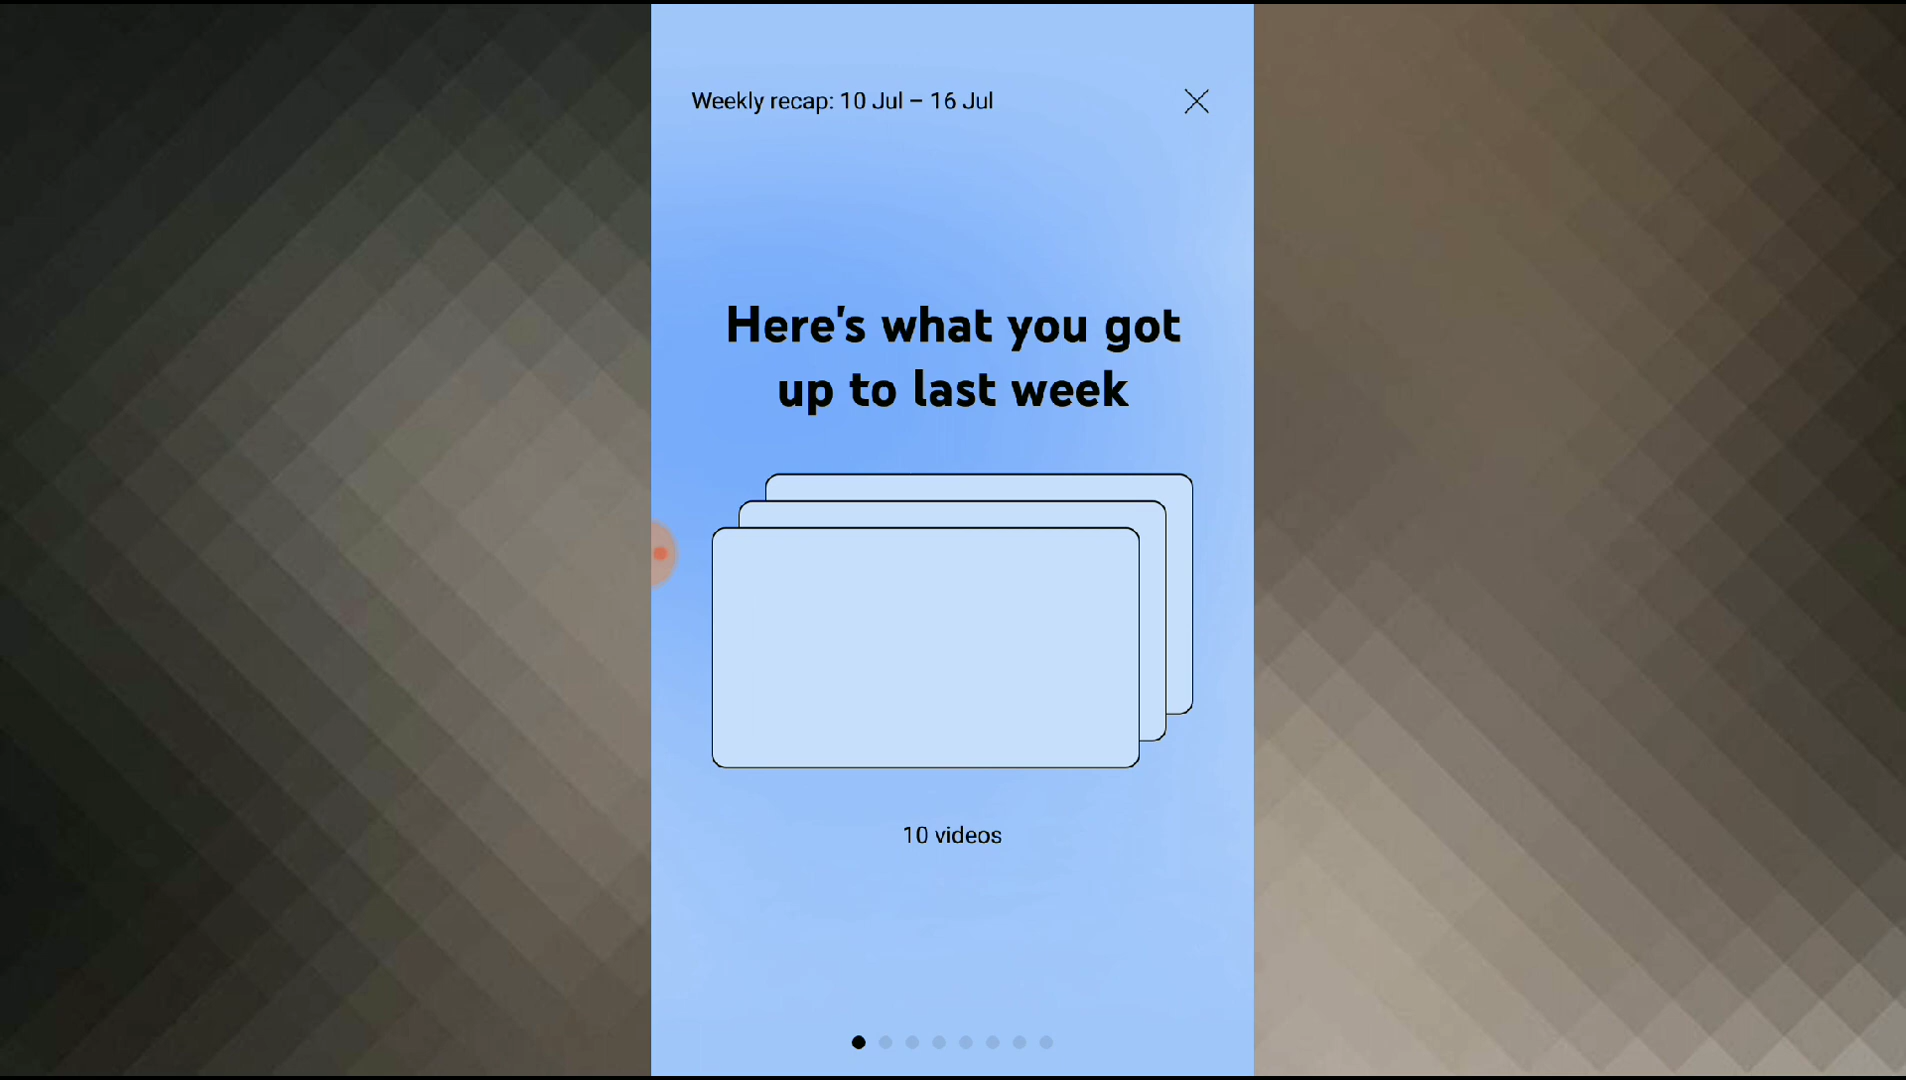 Weekly recap: 10 Jul – 16 Jul
Here's what you got
up to last week
10 videos